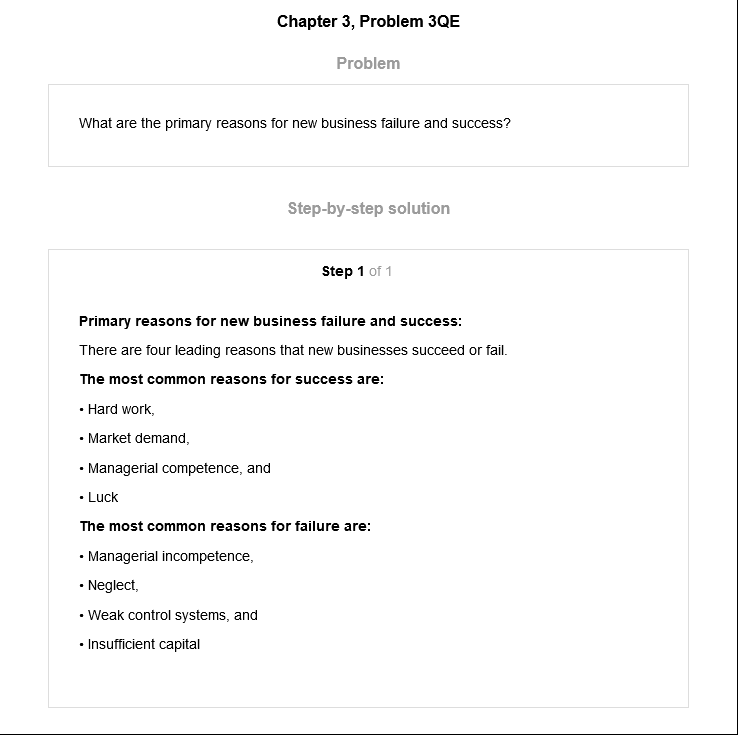 Chapter 3, Problem 3QE
Problem
What are the primary reasons for new business failure and success?
Step-by-step solution
Step 1 of 1
Primary reasons for new business failure and success:
There are four leading reasons that new businesses succeed or fail.
The most common reasons for success are:
• Hard work,
• Market demand,
• Managerial competence, and
• Luck
The most common reasons for failure are:
• Managerial incompetence,
• Neglect,
• Weak control systems, and
• Insufficient capital